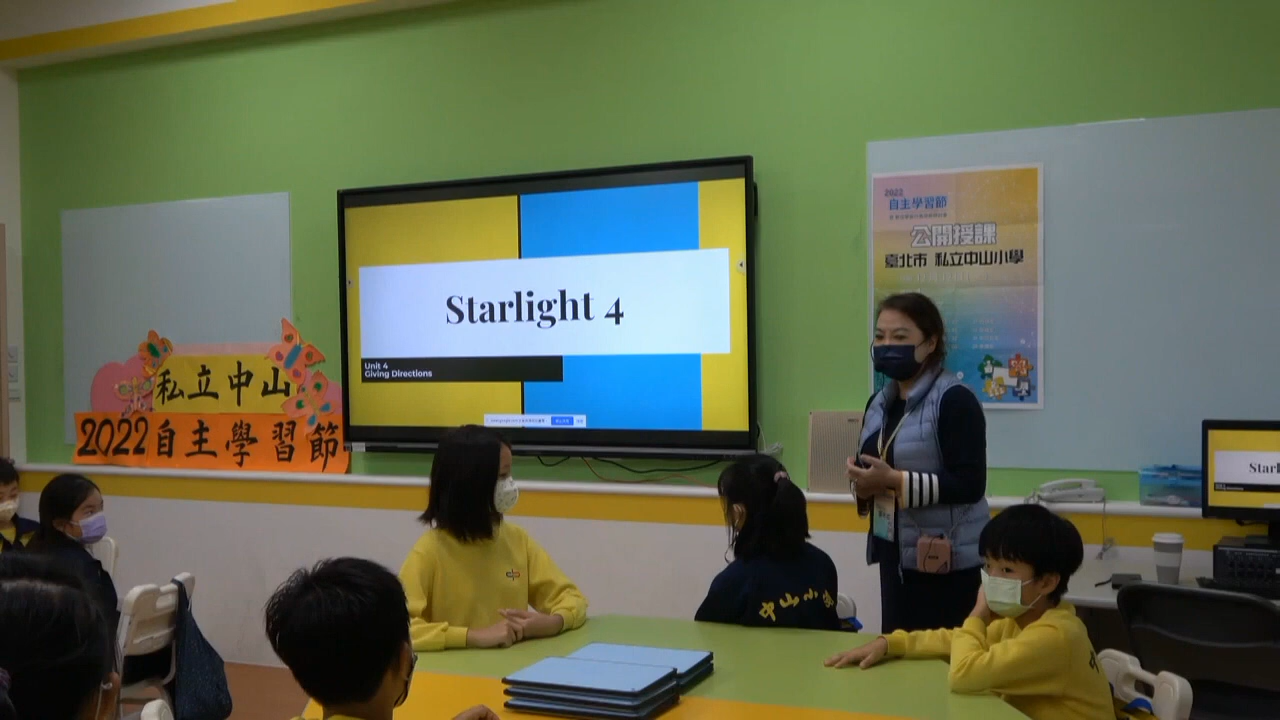 Starlight 4
Unit 4
Giving Directions
私立中山
2022自主學習節
2022
自主學習節
公開授課
臺北市 私立中山小學
中山小學
Star